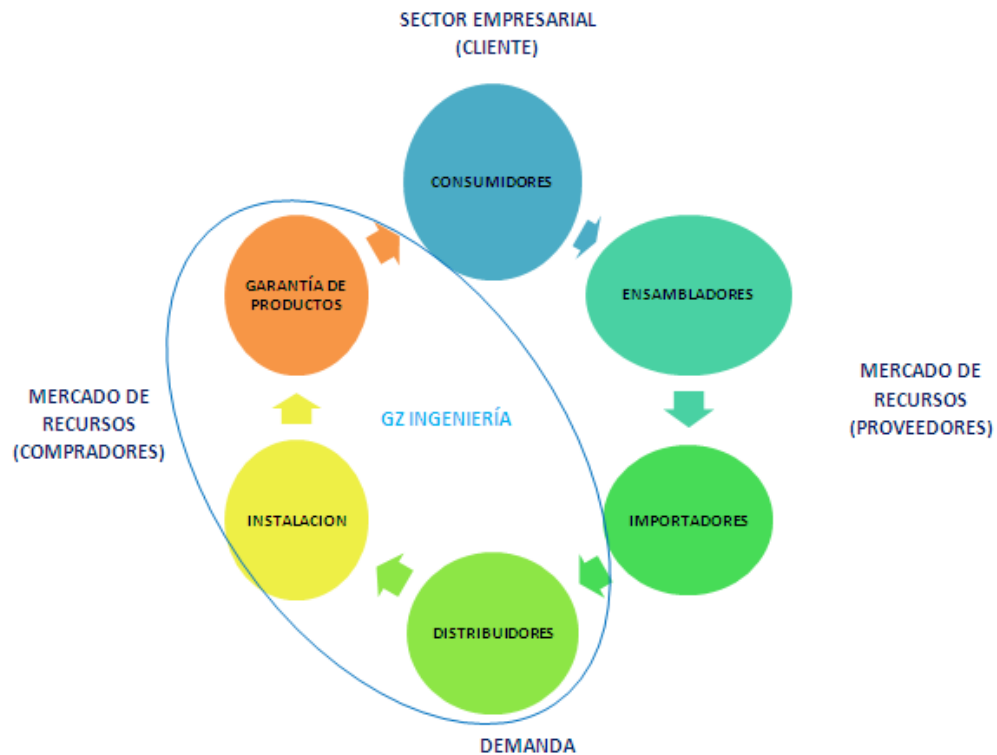 SECTOR EMPRESARIAL
(CLIENTE)
CONSUMIDORES
GARANTÍA DE
PRODUCTOS
ENSAMBLADORES
MERCADO DE
RECURSOS
(COMPRADORES)
GZ INGENIERÍA
MERCADO DE
RECURSOS
(PROVEEDORES)
INSTALACION
IMPORTADORES
DISTRIBUIDORES
DEMANDA